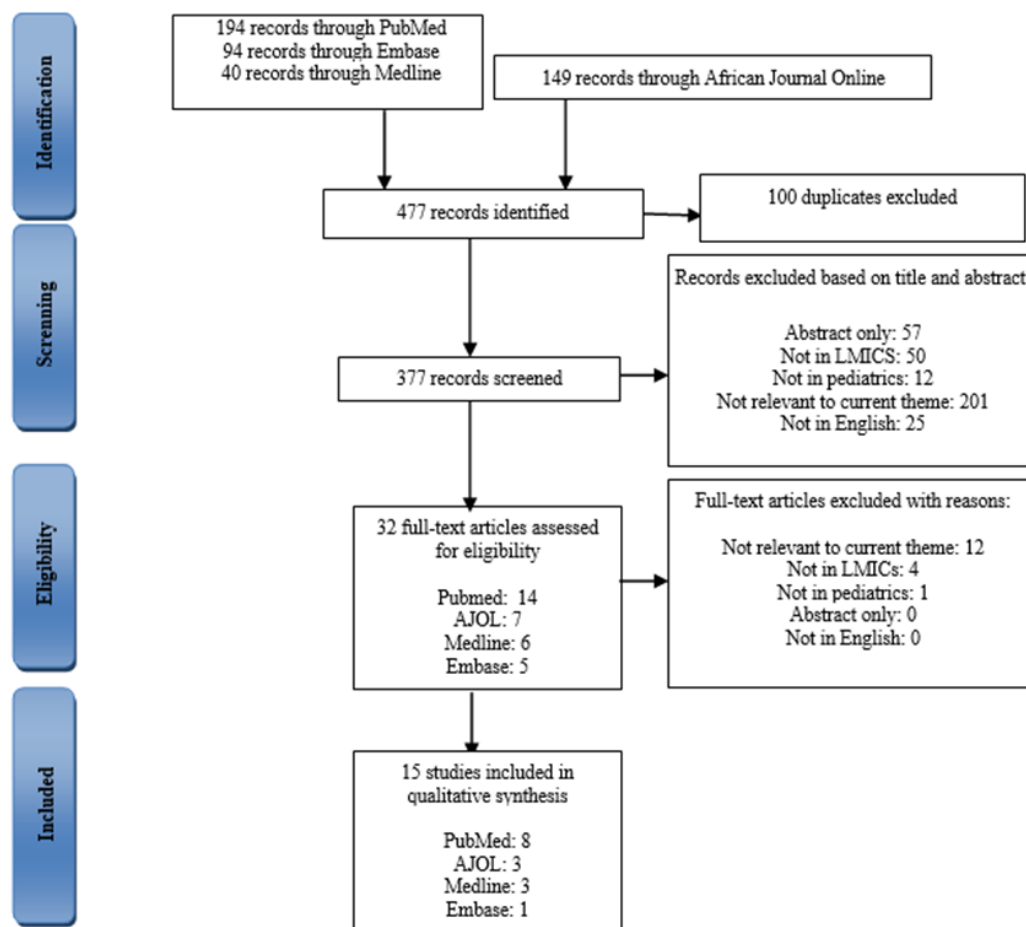 Identification
194 records through PubMed
94 records through Embase
40 records through Medline
149 records through African Journal Online
477 records identified
100 duplicates excluded
Screnning
Records excluded based on title and abstract
Abstract only: 57
Not in LMICS: 50
Not in pediatrics: 12
Not relevant to current theme: 201
Not in English: 25
377 records screened
Eligibility
32 full-text articles assessed
for eligibility
Pubmed: 14
AJOL: 7
Medline: 6
Embase: 5
Full-text articles excluded with reasons:
Not relevant to current theme: 12
Not in LMICs: 4
Not in pediatrics: 1
Abstract only: 0
Not in English: 0
Included
15 studies included in
qualitative synthesis
PubMed: 8
AJOL: 3
Medline: 3
Embase: 1